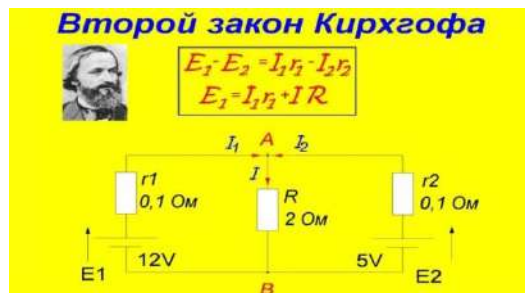 Второй закон Кирхгофа
E₁-E₂=I₁r₁-I₂r₂
E₁=I₁r₁+IR
A
I₁ I₂
I
r1
0,1 Ом
R
2 Ом
r2
0,1 Ом
12V
5V
E1
E2
B